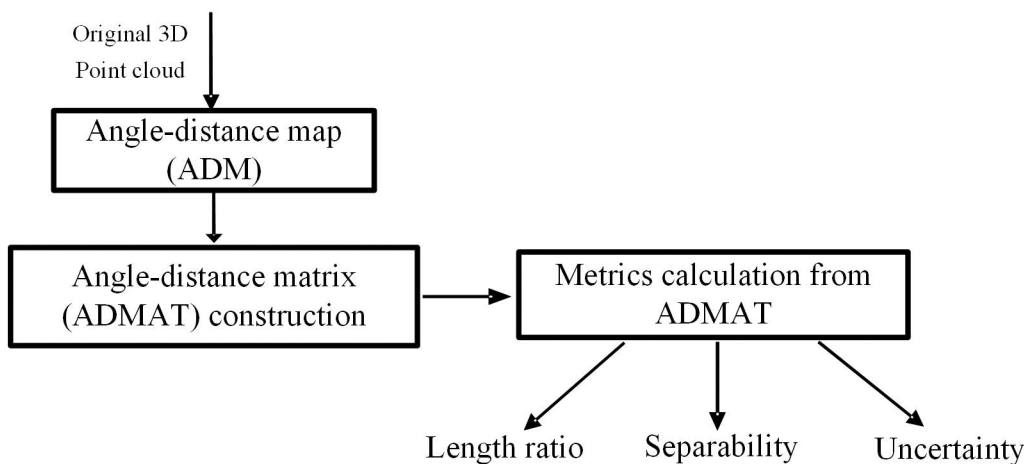 Original 3D
Point cloud
Angle-distance map
(ADM)
Angle-distance matrix
(ADMAT) construction
Metrics calculation from
ADMAT
Length ratio
Separability
Uncertainty